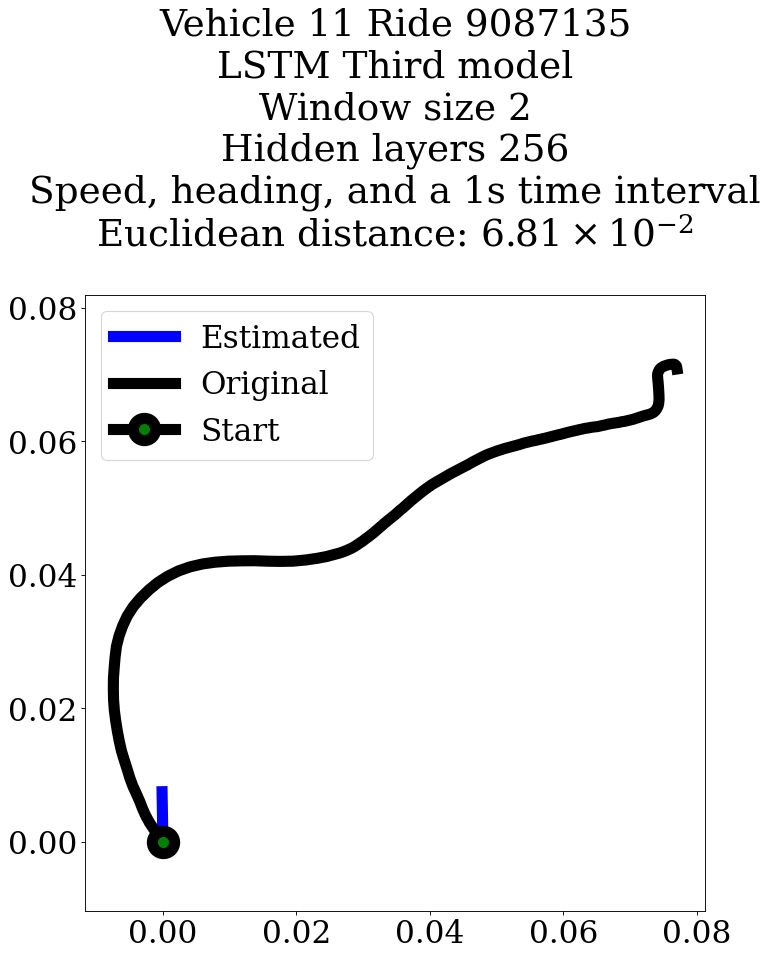 Vehicle 11 Ride 9087135
LSTM Third model
Window size 2
Hidden layers 256
Speed, heading, and a 1s time interval
Euclidean distance: 6.81 × 10⁻²
0.08
Estimated
Original
Start
0.06
0.04
0.02
0.00
0.00 0.02 0.04 0.06 0.08